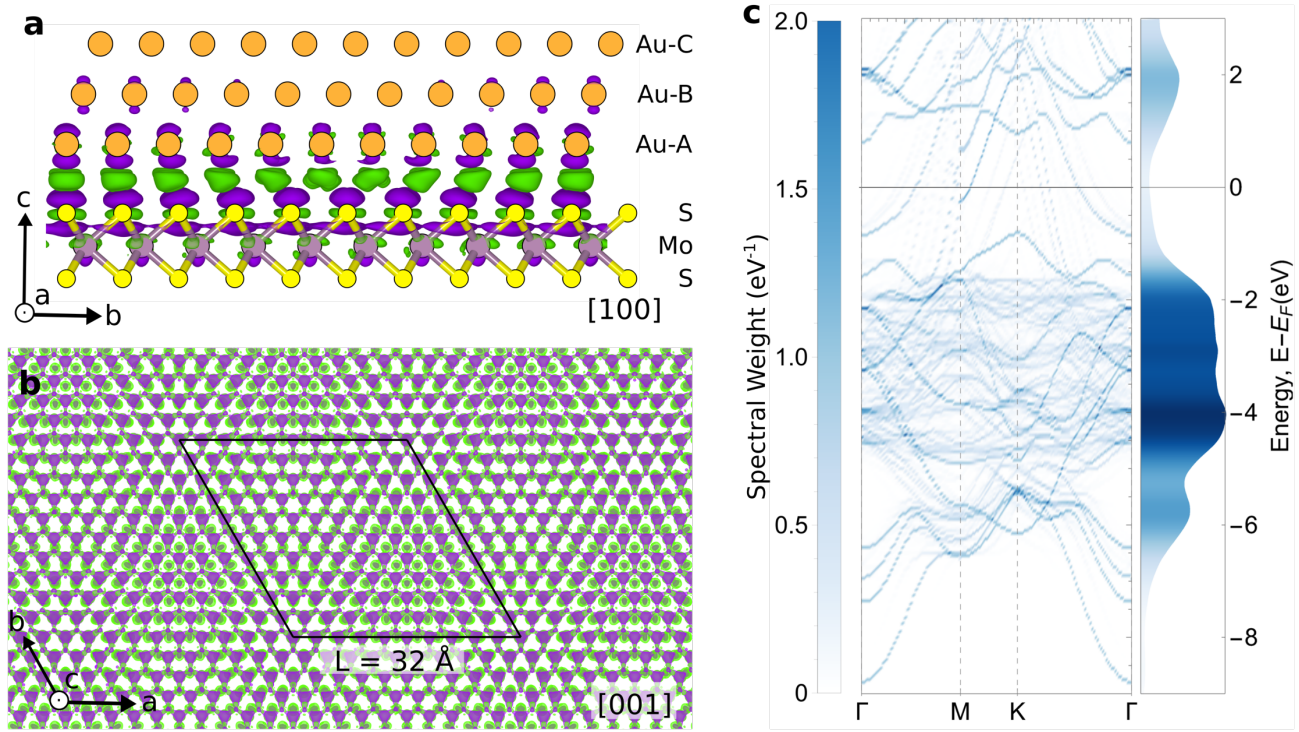 a
Au-C
Au-B
Au-A
S
Mo
S
c
a
b
[100]
b
L = 32 Å
b
c
a
[001]
c
Spectral Weight (eV⁻¹)
2.0
1.5
1.0
0.5
0
Γ
M
K
Γ
2
0
−2
−4
−6
−8
Energy, E−E_F(eV)